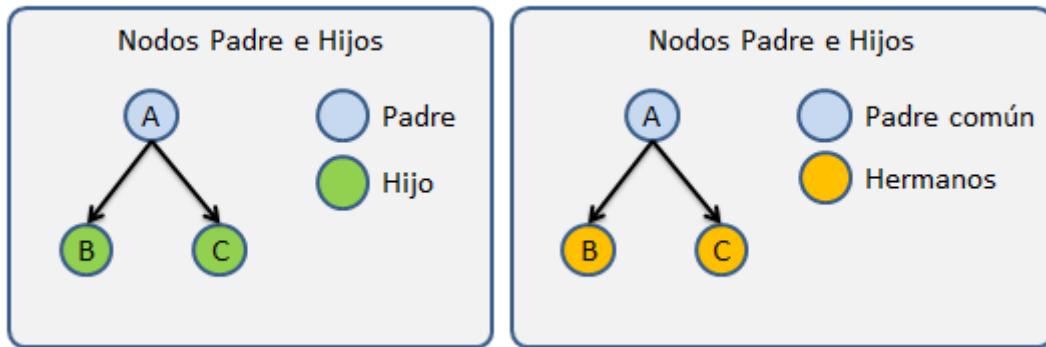 Nodos Padre e Hijos
A
Padre
Hijo
B
C
Nodos Padre e Hijos
A
Padre común
Hermanos
B
C